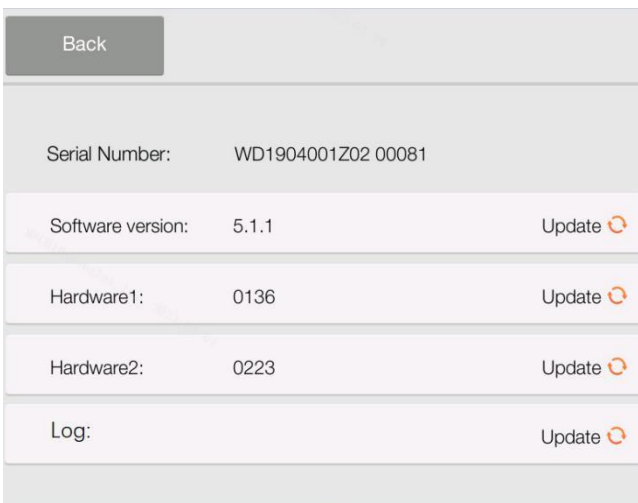 Back
Serial Number: WD1904001Z02 00081
Software version: 5.1.1 Update
Hardware1: 0136 Update
Hardware2: 0223 Update
Log: Update